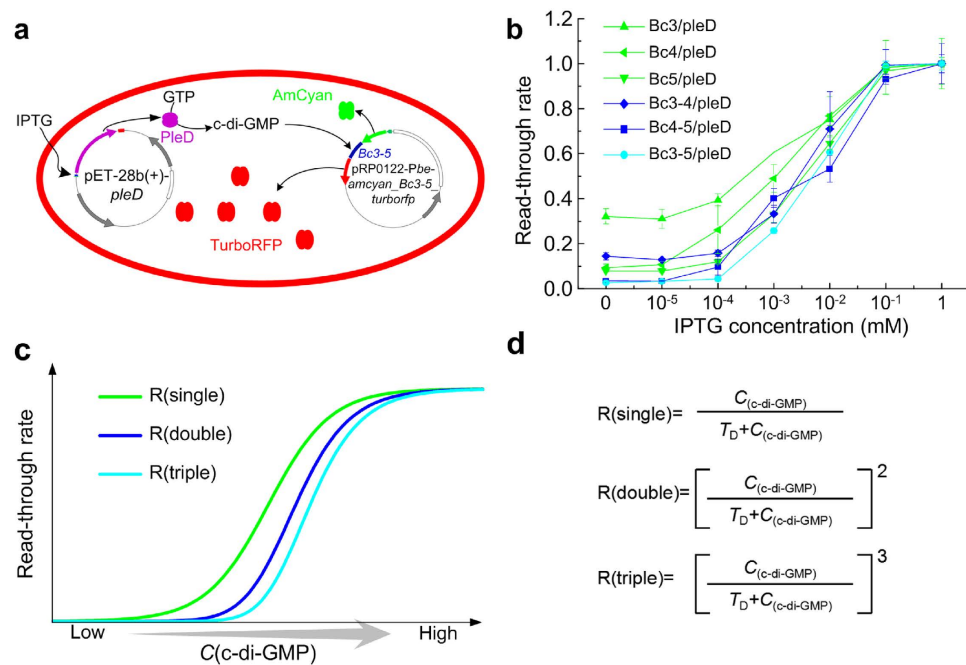 a
GTP
AmCyan
IPTG
PleD
c-di-GMP
Bc3-5
pET-28b(+)-
pleD
pRP0122-Pbe-
amcyan_Bc3-5_
turborfp
TurboRFP
b
Bc3/pleD
Bc4/pleD
Bc5/pleD
Bc3-4/pleD
Bc4-5/pleD
Bc3-5/pleD
1.2
1.0
0.8
0.6
0.4
0.2
0.0
Read-through rate
0 10⁻⁵ 10⁻⁴ 10⁻³ 10⁻² 10⁻¹ 1
IPTG concentration (mM)
c
R(single)
R(double)
R(triple)
Read-through rate
Low High
C(c-di-GMP)
d
R(single)= C(c-di-GMP)
TD+C(c-di-GMP)
R(double)= [ C(c-di-GMP) ] 2
TD+C(c-di-GMP)
R(triple)= [ C(c-di-GMP) ] 3
TD+C(c-di-GMP)